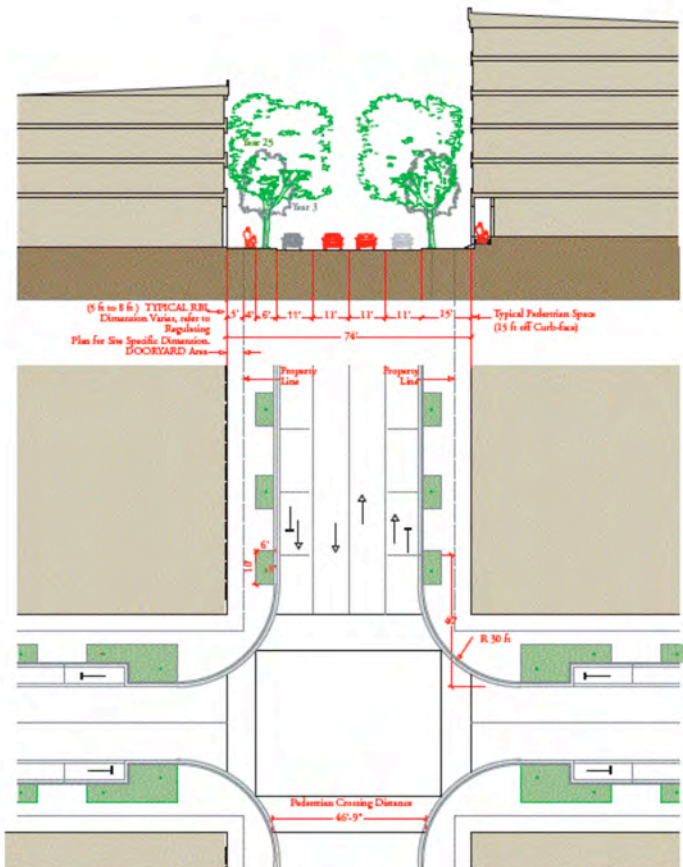 Year 25
Year 3
(5 ft to 8 ft) TYPICAL RBL
Dimension Varies, refer to
Regulating
Plan for Site Specific Dimension.
DOORYARD Area
5' 4' 6' 11' 11' 11' 11' 15'
74'
Typical Pedestrian Space
(15 ft off Curb-face)
Property
Line
Property
Line
6'
10'
R 30 ft
Pedestrian Crossing Distance
46'-9"